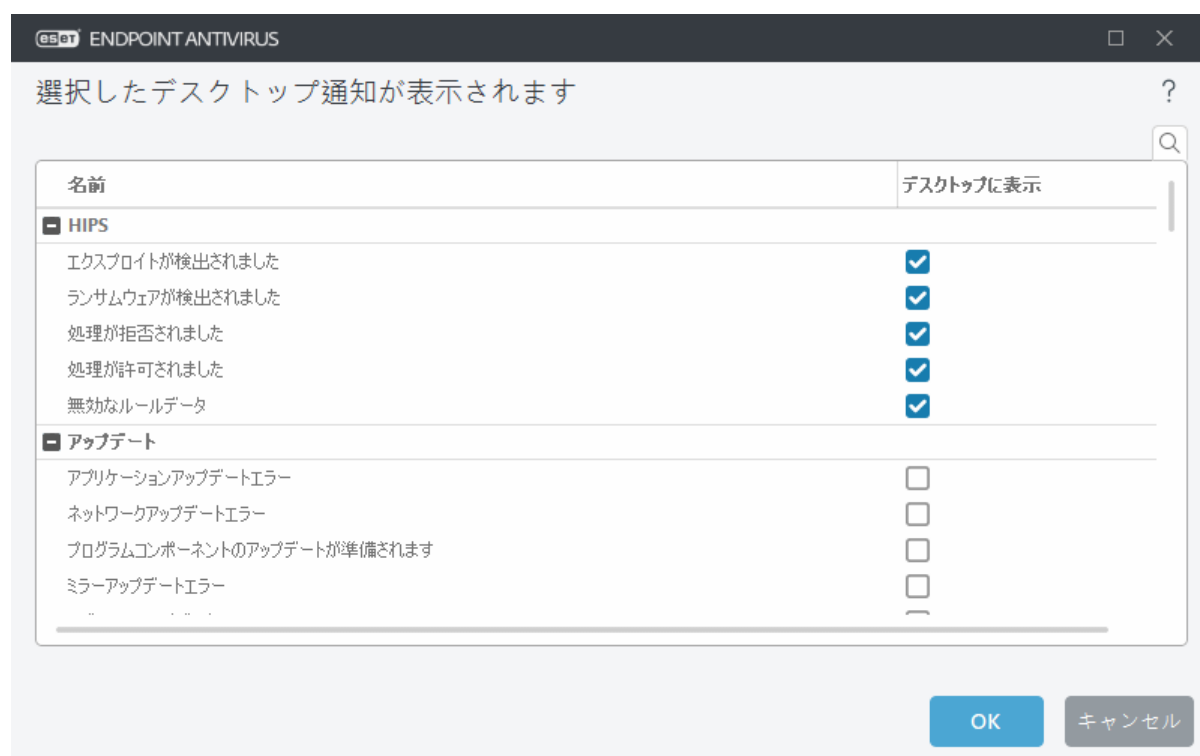 eset ENDPOINT ANTIVIRUS
選択したデスクトップ通知が表示されます
?
名前 デスクトップに表示
HIPS
エクスプロイトが検出されました
ランサムウェアが検出されました
処理が拒否されました
処理が許可されました
無効なルールデータ
アップデート
アプリケーションアップデートエラー
ネットワークアップデートエラー
プログラムコンポーネントのアップデートが準備されます
ミラーアップデートエラー
OK キャンセル